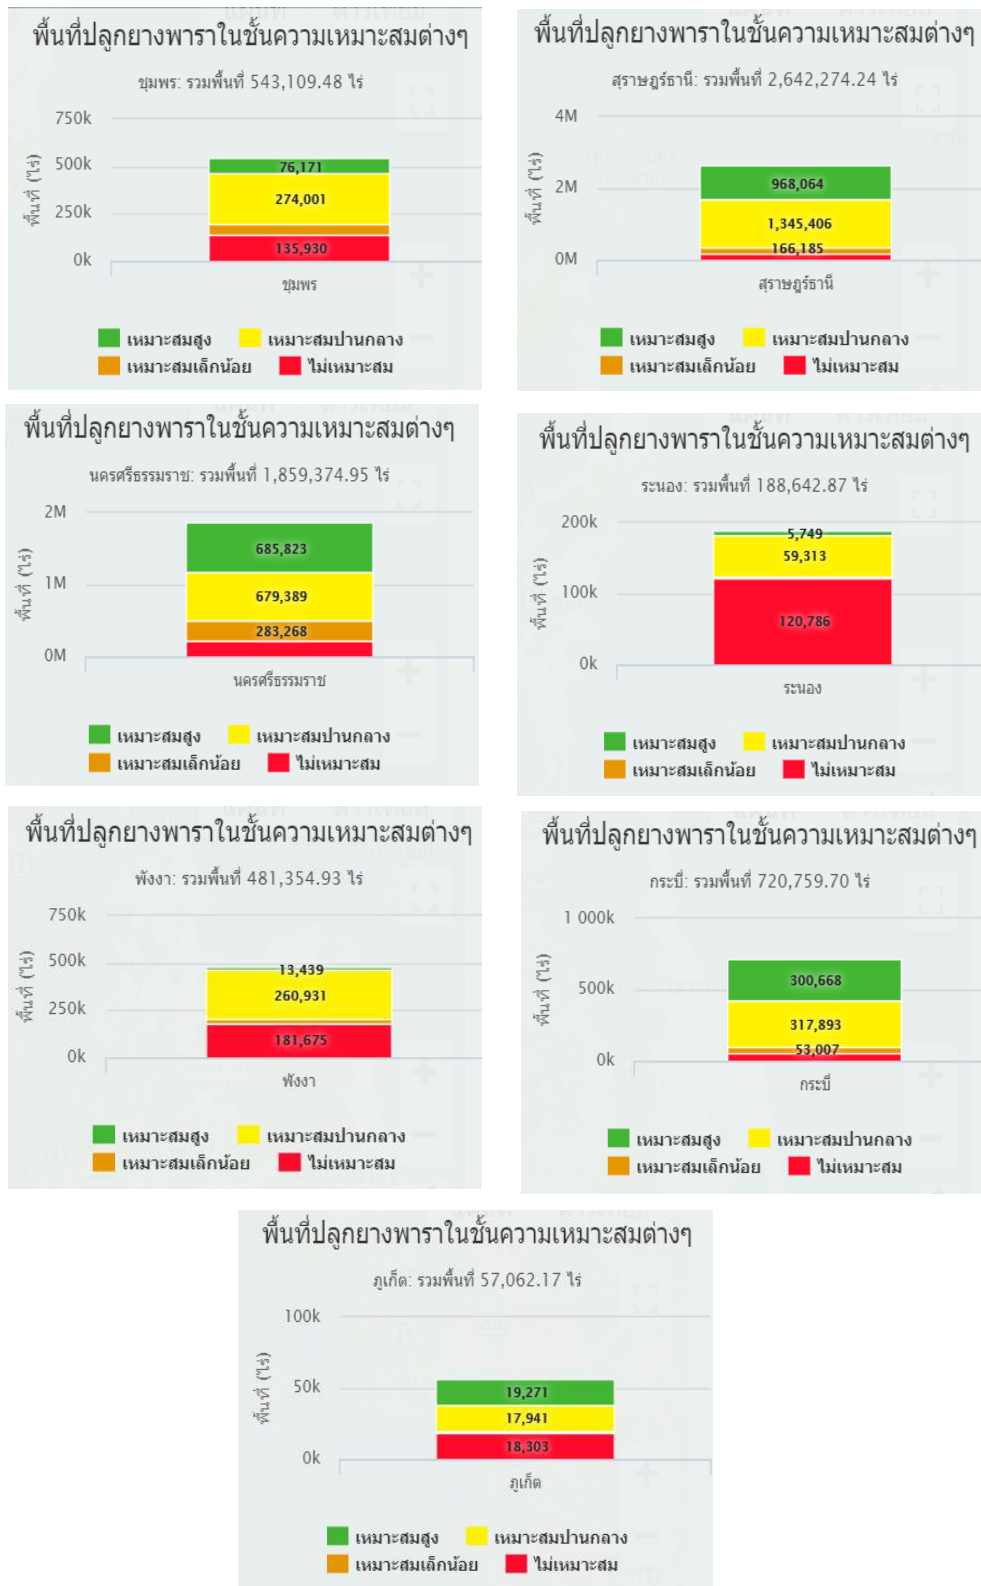 พื้นที่ปลูกยางพาราในชั้นความเหมาะสมต่างๆ
ชุมพร: รวมพื้นที่ 543,109.48 ไร่
750k
500k
250k
0k
พื้นที่ (ไร่)
76,171
274,001
135,930
ชุมพร
เหมาะสมสูง เหมาะสมปานกลาง
เหมาะสมเล็กน้อย ไม่เหมาะสม
พื้นที่ปลูกยางพาราในชั้นความเหมาะสมต่างๆ
สุราษฎร์ธานี: รวมพื้นที่ 2,642,274.24 ไร่
4M
2M
0M
พื้นที่ (ไร่)
968,064
1,345,406
166,185
สุราษฎร์ธานี
เหมาะสมสูง เหมาะสมปานกลาง
เหมาะสมเล็กน้อย ไม่เหมาะสม
พื้นที่ปลูกยางพาราในชั้นความเหมาะสมต่างๆ
นครศรีธรรมราช: รวมพื้นที่ 1,859,374.95 ไร่
2M
1M
0M
พื้นที่ (ไร่)
685,823
679,389
283,268
นครศรีธรรมราช
เหมาะสมสูง เหมาะสมปานกลาง
เหมาะสมเล็กน้อย ไม่เหมาะสม
พื้นที่ปลูกยางพาราในชั้นความเหมาะสมต่างๆ
ระนอง: รวมพื้นที่ 188,642.87 ไร่
200k
100k
0k
พื้นที่ (ไร่)
5,749
59,313
120,786
ระนอง
เหมาะสมสูง เหมาะสมปานกลาง
เหมาะสมเล็กน้อย ไม่เหมาะสม
พื้นที่ปลูกยางพาราในชั้นความเหมาะสมต่างๆ
พังงา: รวมพื้นที่ 481,354.93 ไร่
750k
500k
250k
0k
พื้นที่ (ไร่)
13,439
260,931
181,675
พังงา
เหมาะสมสูง เหมาะสมปานกลาง
เหมาะสมเล็กน้อย ไม่เหมาะสม
พื้นที่ปลูกยางพาราในชั้นความเหมาะสมต่างๆ
กระบี่: รวมพื้นที่ 720,759.70 ไร่
1 000k
500k
0k
พื้นที่ (ไร่)
300,668
317,893
53,007
กระบี่
เหมาะสมสูง เหมาะสมปานกลาง
เหมาะสมเล็กน้อย ไม่เหมาะสม
พื้นที่ปลูกยางพาราในชั้นความเหมาะสมต่างๆ
ภูเก็ต: รวมพื้นที่ 57,062.17 ไร่
100k
50k
0k
พื้นที่ (ไร่)
19,271
17,941
18,303
ภูเก็ต
เหมาะสมสูง เหมาะสมปานกลาง
เหมาะสมเล็กน้อย ไม่เหมาะสม